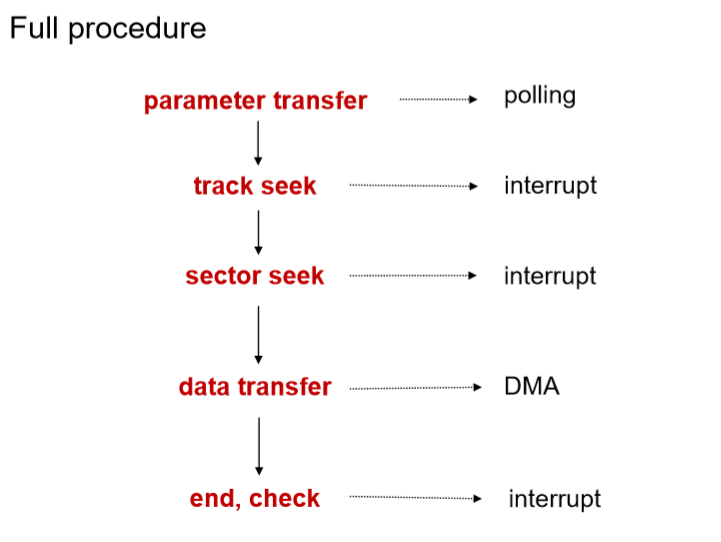 Full procedure
parameter transfer
polling
track seek
interrupt
sector seek
interrupt
data transfer
DMA
end, check
interrupt